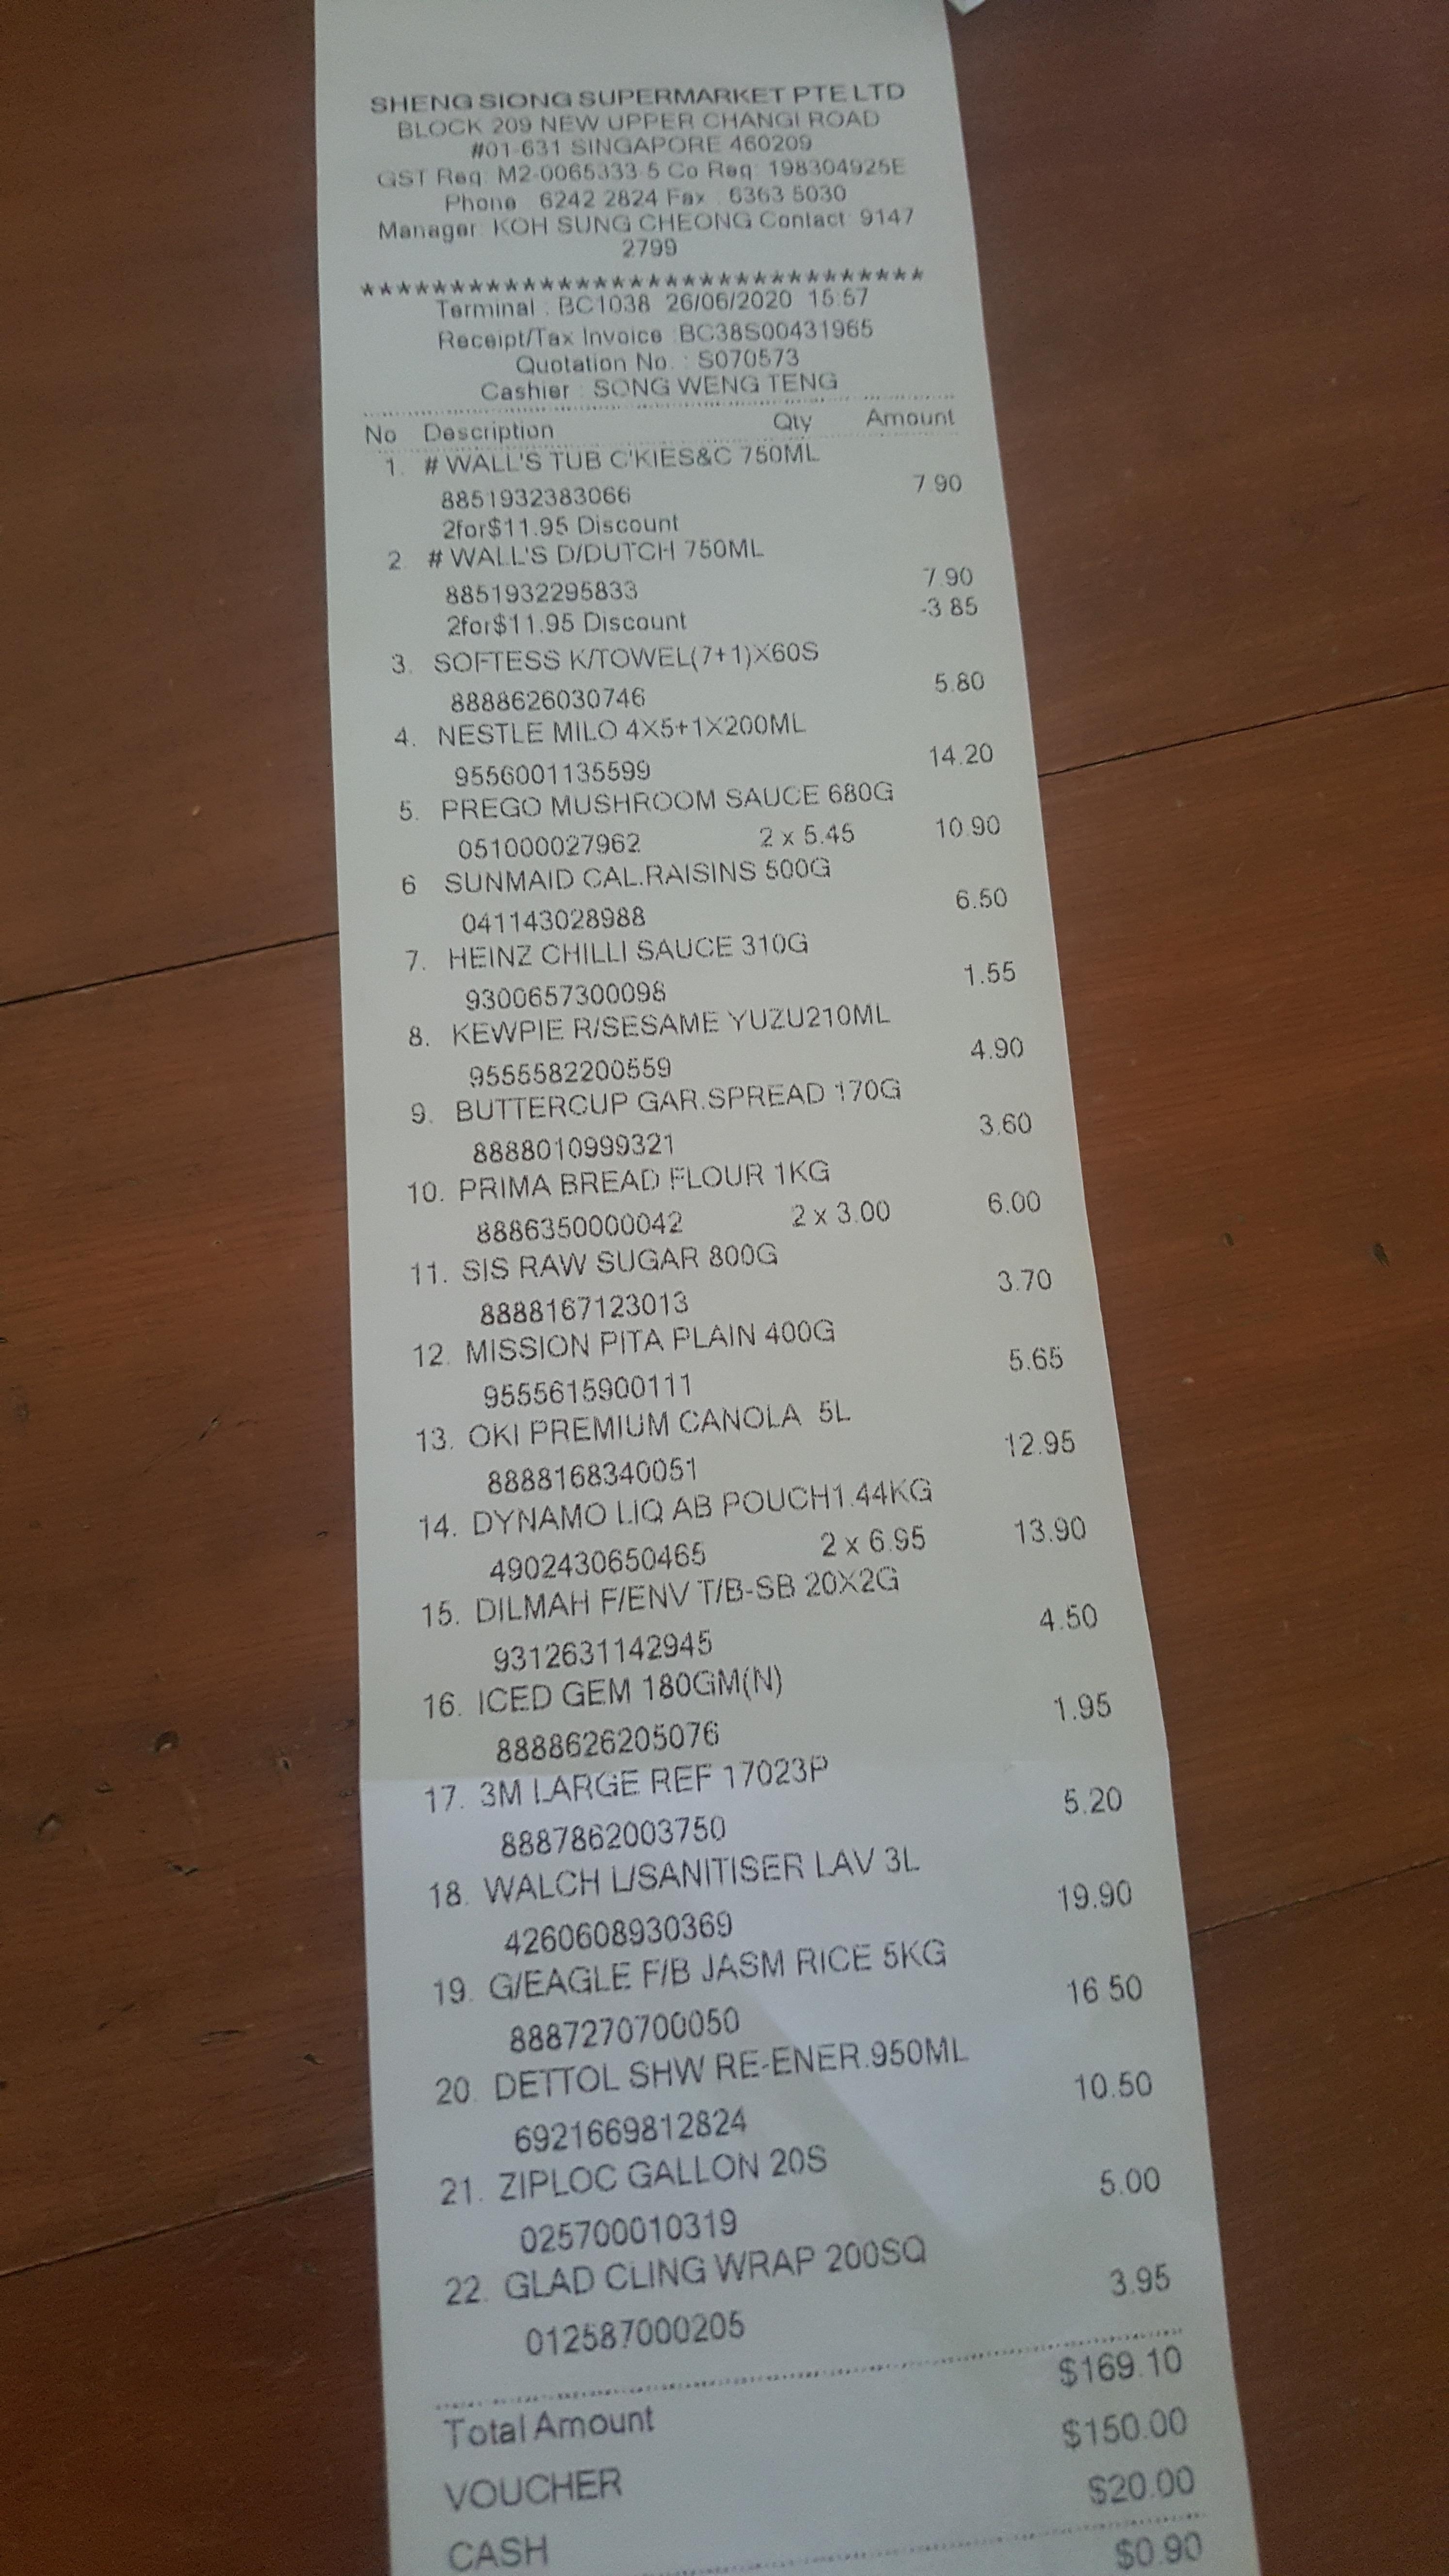 SHENG SIONG SUPERMARKET PTE LTD
BLOCK 209 NEW UPPER CHANGI ROAD
#01-631 SINGAPORE 460209
GST Reg: M2-0065333-5 Co Reg: 198304925E
Phone : 6242 2824 Fax : 6363 5030
Manager: KOH SUNG CHEONG Contact: 9147
2799
********************************
Terminal : BC1038 26/06/2020 15:57
Receipt/Tax Invoice :BC38S00431965
Quotation No. : S070573
Cashier : SONG WENG TENG
No Description Qty Amount
1. # WALL'S TUB C'KIES&C 750ML
8851932383066 7.90
2for$11.95 Discount
2. # WALL'S D/DUTCH 750ML
8851932295833 7.90
2for$11.95 Discount -3.85
3. SOFTESS K/TOWEL(7+1)X60S
8888626030746 5.80
4. NESTLE MILO 4X5+1X200ML
9556001135599 14.20
5. PREGO MUSHROOM SAUCE 680G
051000027962 2 x 5.45 10.90
6 SUNMAID CAL.RAISINS 500G
041143028988 6.50
7. HEINZ CHILLI SAUCE 310G
9300657300098 1.55
8. KEWPIE R/SESAME YUZU210ML
9555582200559 4.90
9. BUTTERCUP GAR.SPREAD 170G
8888010999321 3.60
10. PRIMA BREAD FLOUR 1KG
8886350000042 2 x 3.00 6.00
11. SIS RAW SUGAR 800G
8888167123013 3.70
12. MISSION PITA PLAIN 400G
9555615900111 5.65
13. OKI PREMIUM CANOLA 5L
8888168340051 12.95
14. DYNAMO LIQ AB POUCH1.44KG
4902430650465 2 x 6.95 13.90
15. DILMAH F/ENV T/B-SB 20X2G
9312631142945 4.50
16. ICED GEM 180GM(N)
8888626205076 1.95
17. 3M LARGE REF 17023P
8887862003750 5.20
18. WALCH L/SANITISER LAV 3L
4260608930369 19.90
19. G/EAGLE F/B JASM RICE 5KG
8887270700050 16.50
20. DETTOL SHW RE-ENER.950ML
6921669812824 10.50
21. ZIPLOC GALLON 20S
025700010319 5.00
22. GLAD CLING WRAP 200SQ
012587000205 3.95
Total Amount $169.10
VOUCHER $150.00
CASH $20.00
$0.90